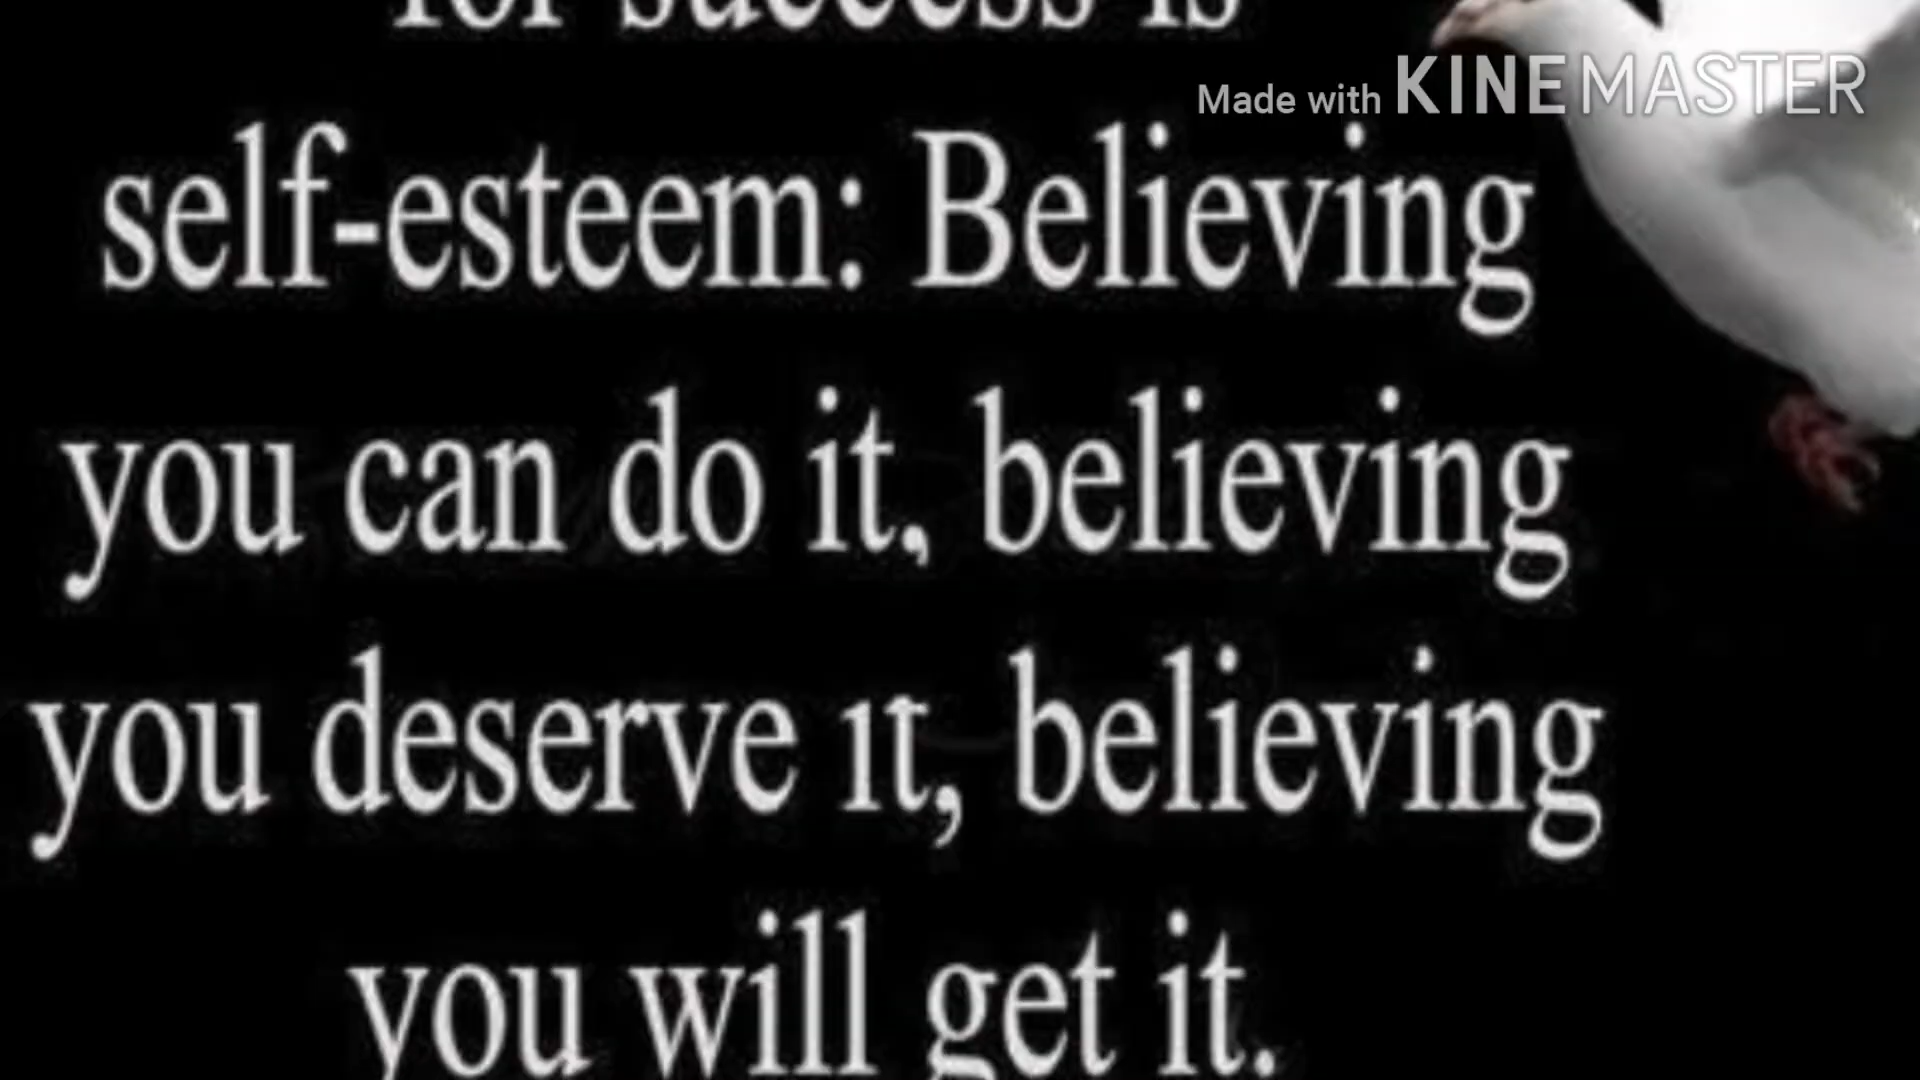 for success is
Made with KINEMASTER
self-esteem: Believing
you can do it, believing
you deserve it, believing
you will get it.